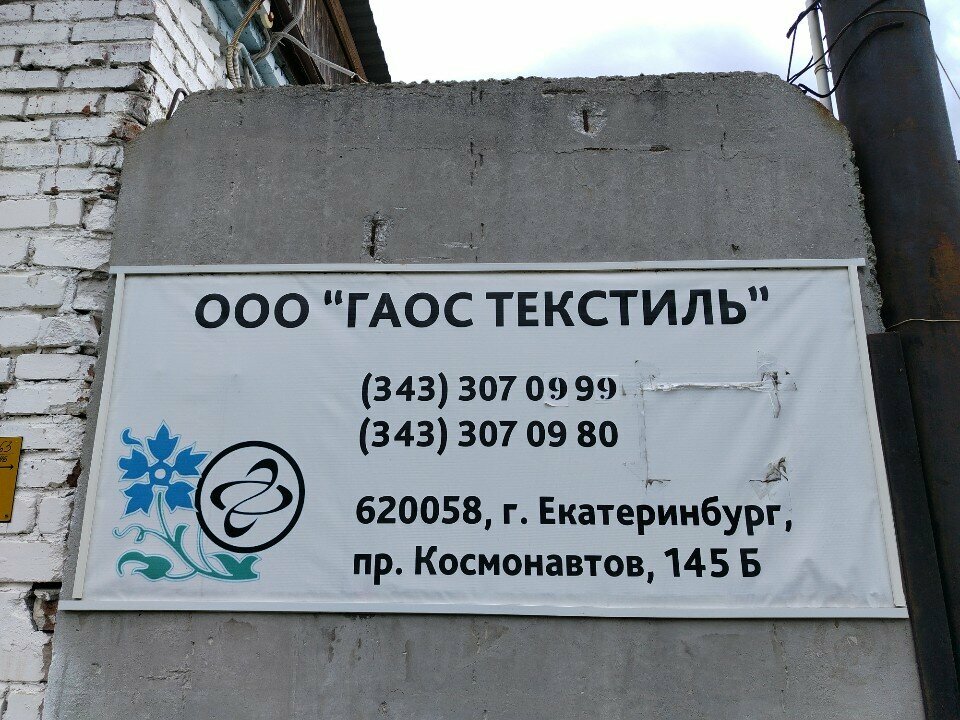 ООО "ГАОС ТЕКСТИЛЬ"
(343) 307 09 99
(343) 307 09 80
620058, г. Екатеринбург,
пр. Космонавтов, 145 Б